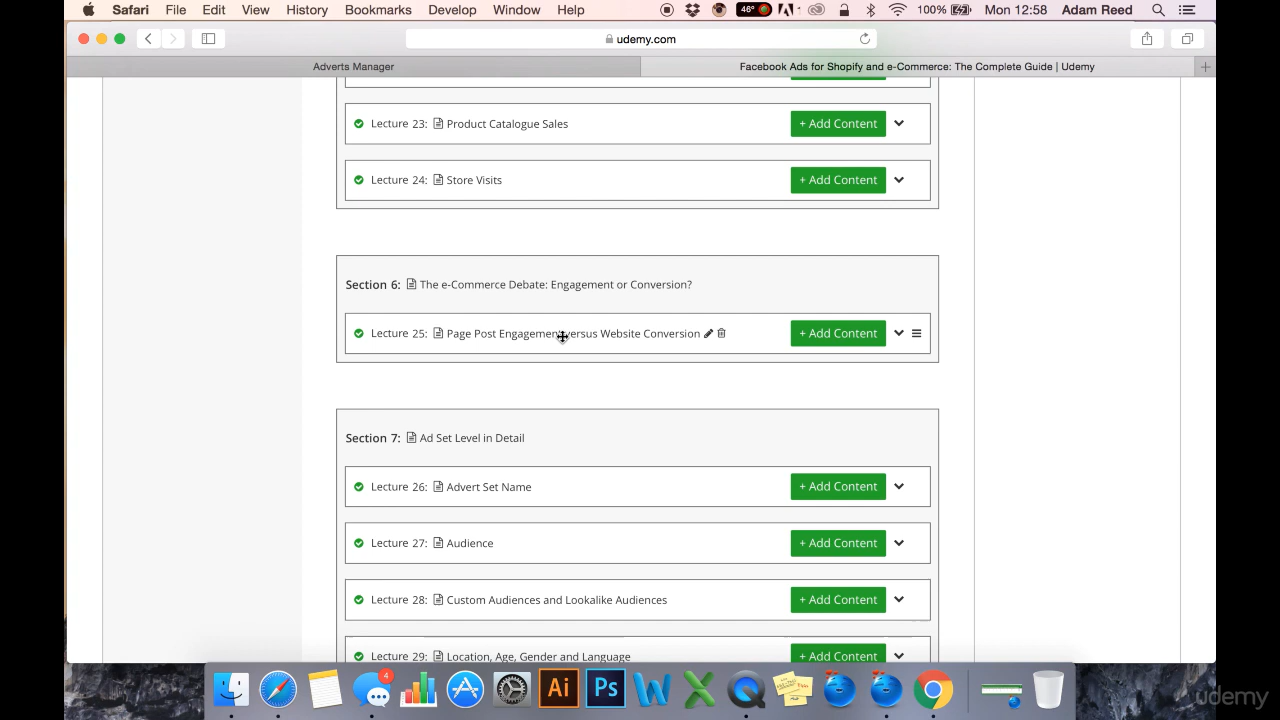 Safari File Edit View History Bookmarks Develop Window Help 46° 100% Mon 12:58 Adam Reed
udemy.com
Adverts Manager Facebook Ads for Shopify and e-Commerce: The Complete Guide | Udemy
Lecture 23: Product Catalogue Sales + Add Content
Lecture 24: Store Visits + Add Content
Section 6: The e-Commerce Debate: Engagement or Conversion?
Lecture 25: Page Post Engagement versus Website Conversion + Add Content
Section 7: Ad Set Level in Detail
Lecture 26: Advert Set Name + Add Content
Lecture 27: Audience + Add Content
Lecture 28: Custom Audiences and Lookalike Audiences + Add Content
Lecture 29: Location, Age, Gender and Language + Add Content
4
Ai Ps
udemy